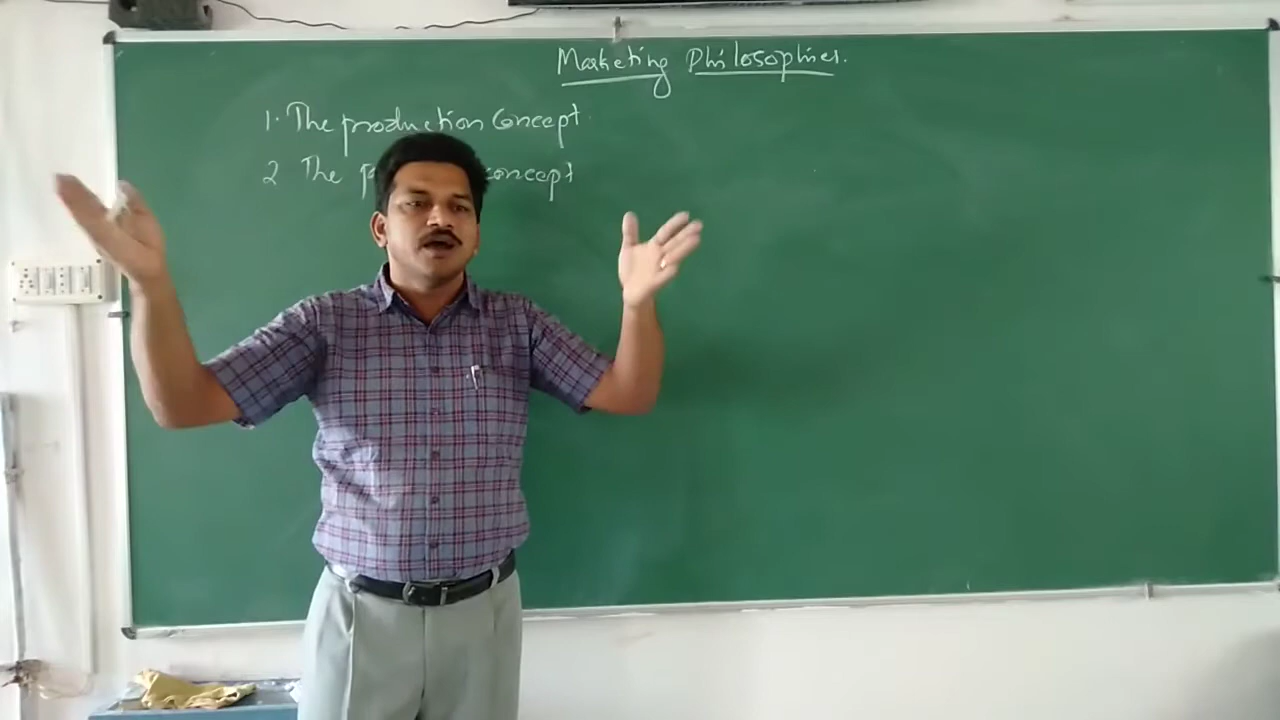 Marketing Philosophies.
1. The production Concept.
2 The concept